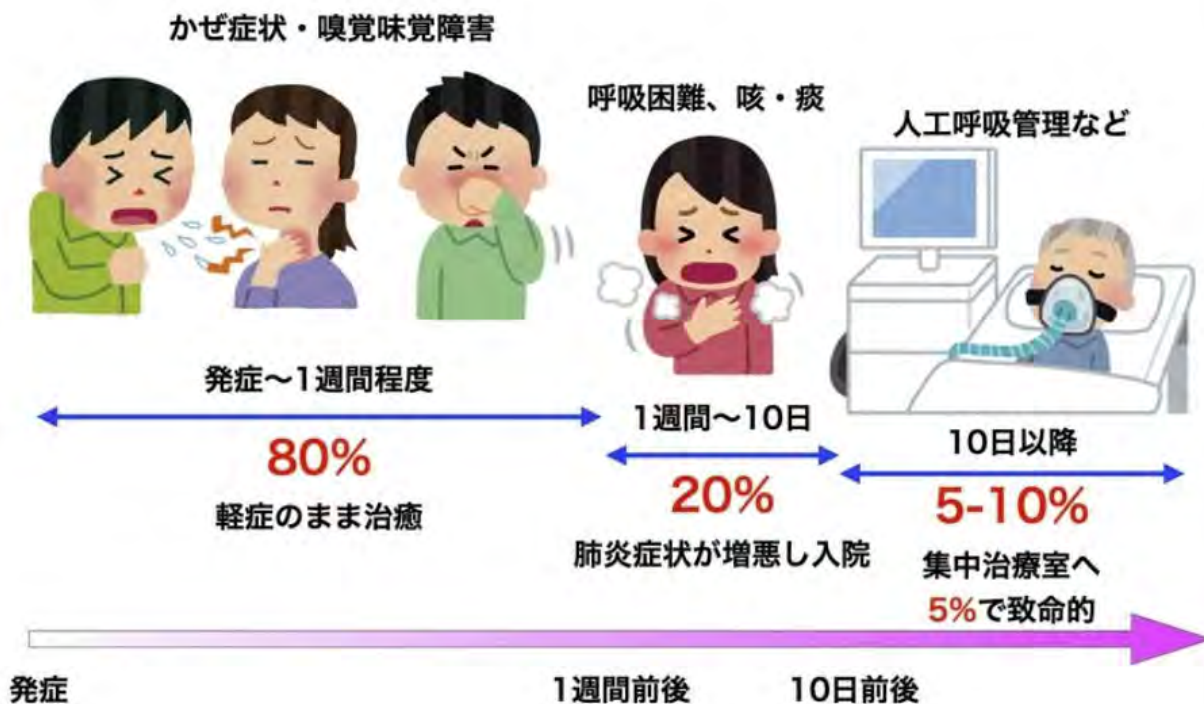 かぜ症状・嗅覚味覚障害
呼吸困難、咳・痰
人工呼吸管理など
発症〜1週間程度
80%
軽症のまま治癒
1週間〜10日
20%
肺炎症状が増悪し入院
10日以降
5-10%
集中治療室へ
5%で致命的
発症
1週間前後
10日前後